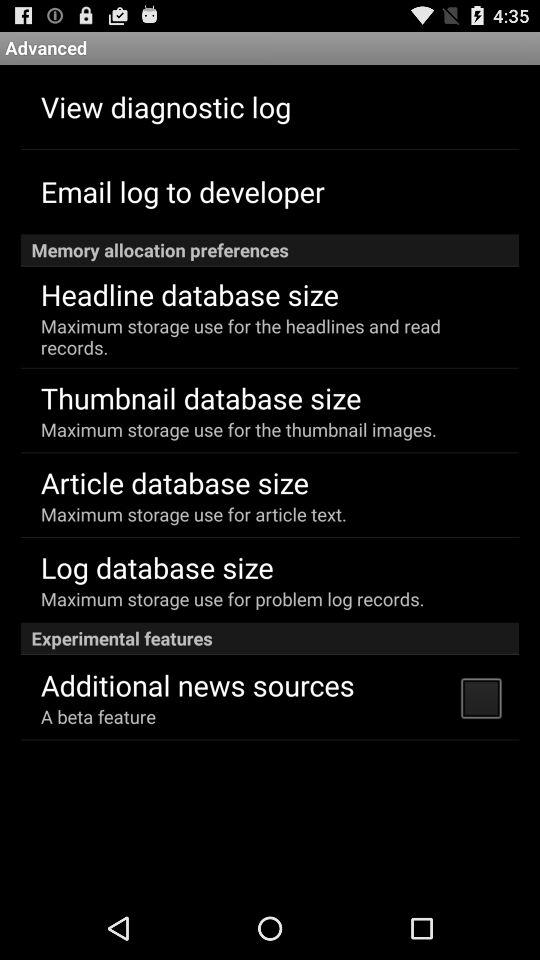 4:35
Advanced
View diagnostic log
Email log to developer
Memory allocation preferences
Headline database size
Maximum storage use for the headlines and read
records.
Thumbnail database size
Maximum storage use for the thumbnail images.
Article database size
Maximum storage use for article text.
Log database size
Maximum storage use for problem log records.
Experimental features
Additional news sources
A beta feature